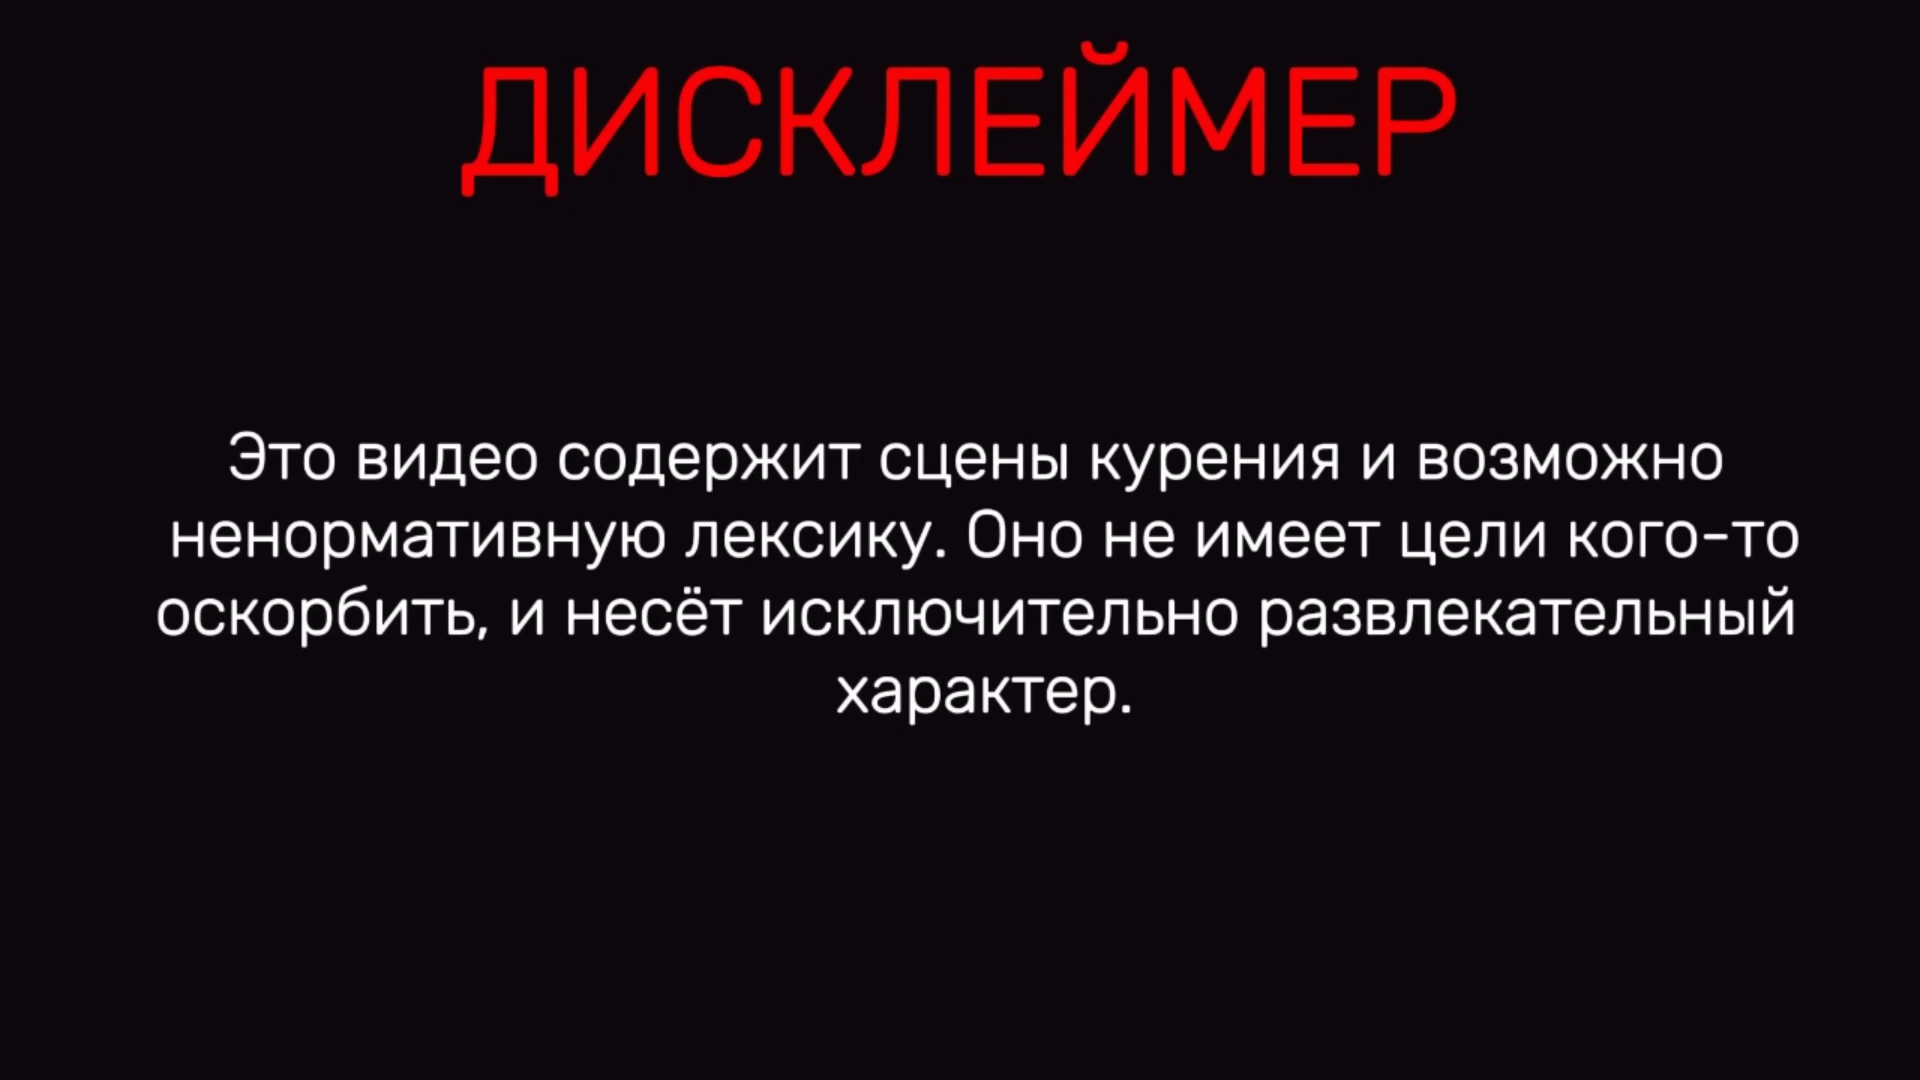 ДИСКЛЕЙМЕР
Это видео содержит сцены курения и возможно
ненормативную лексику. Оно не имеет цели кого-то
оскорбить, и несёт исключительно развлекательный
характер.